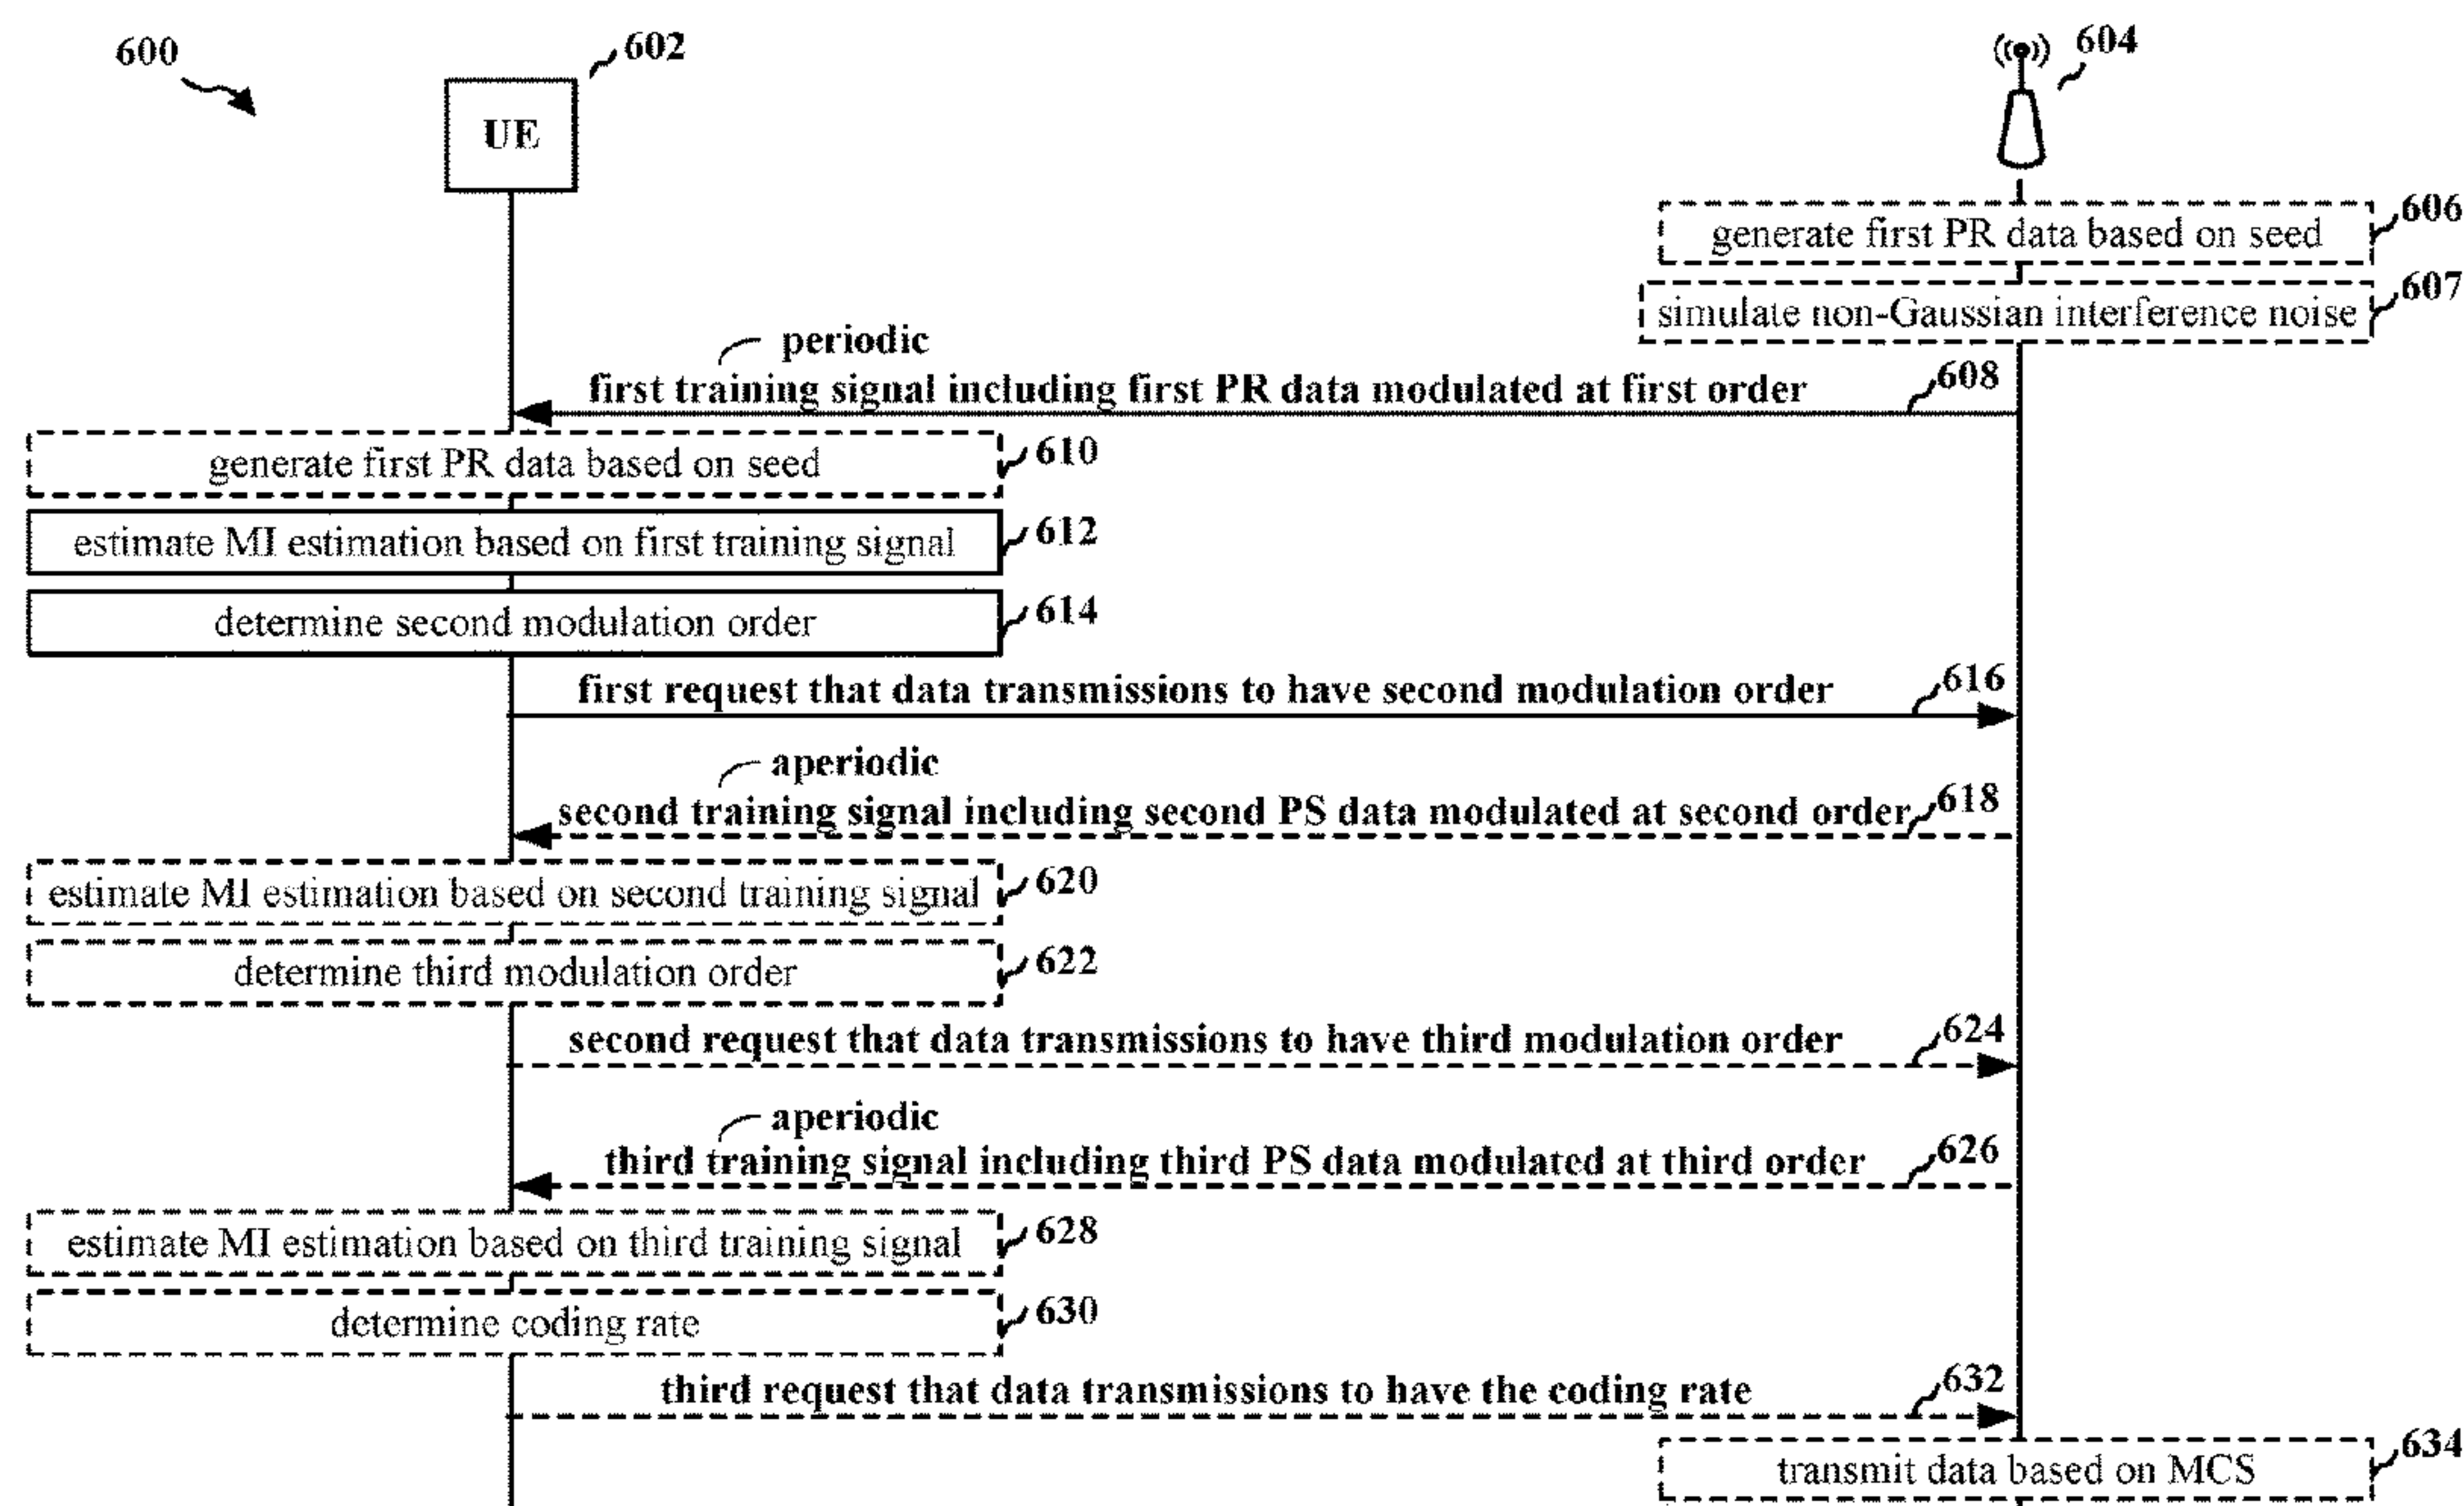 600
602
604
UE
606
generate first PR data based on seed
607
simulate non-Gaussian interference noise
periodic
first training signal including first PR data modulated at first order
608
generate first PR data based on seed
610
estimate MI estimation based on first training signal
612
determine second modulation order
614
first request that data transmissions to have second modulation order
616
aperiodic
second training signal including second PS data modulated at second order
618
estimate MI estimation based on second training signal
620
determine third modulation order
622
second request that data transmissions to have third modulation order
624
aperiodic
third training signal including third PS data modulated at third order
626
estimate MI estimation based on third training signal
628
determine coding rate
630
third request that data transmissions to have the coding rate
632
634
transmit data based on MCS